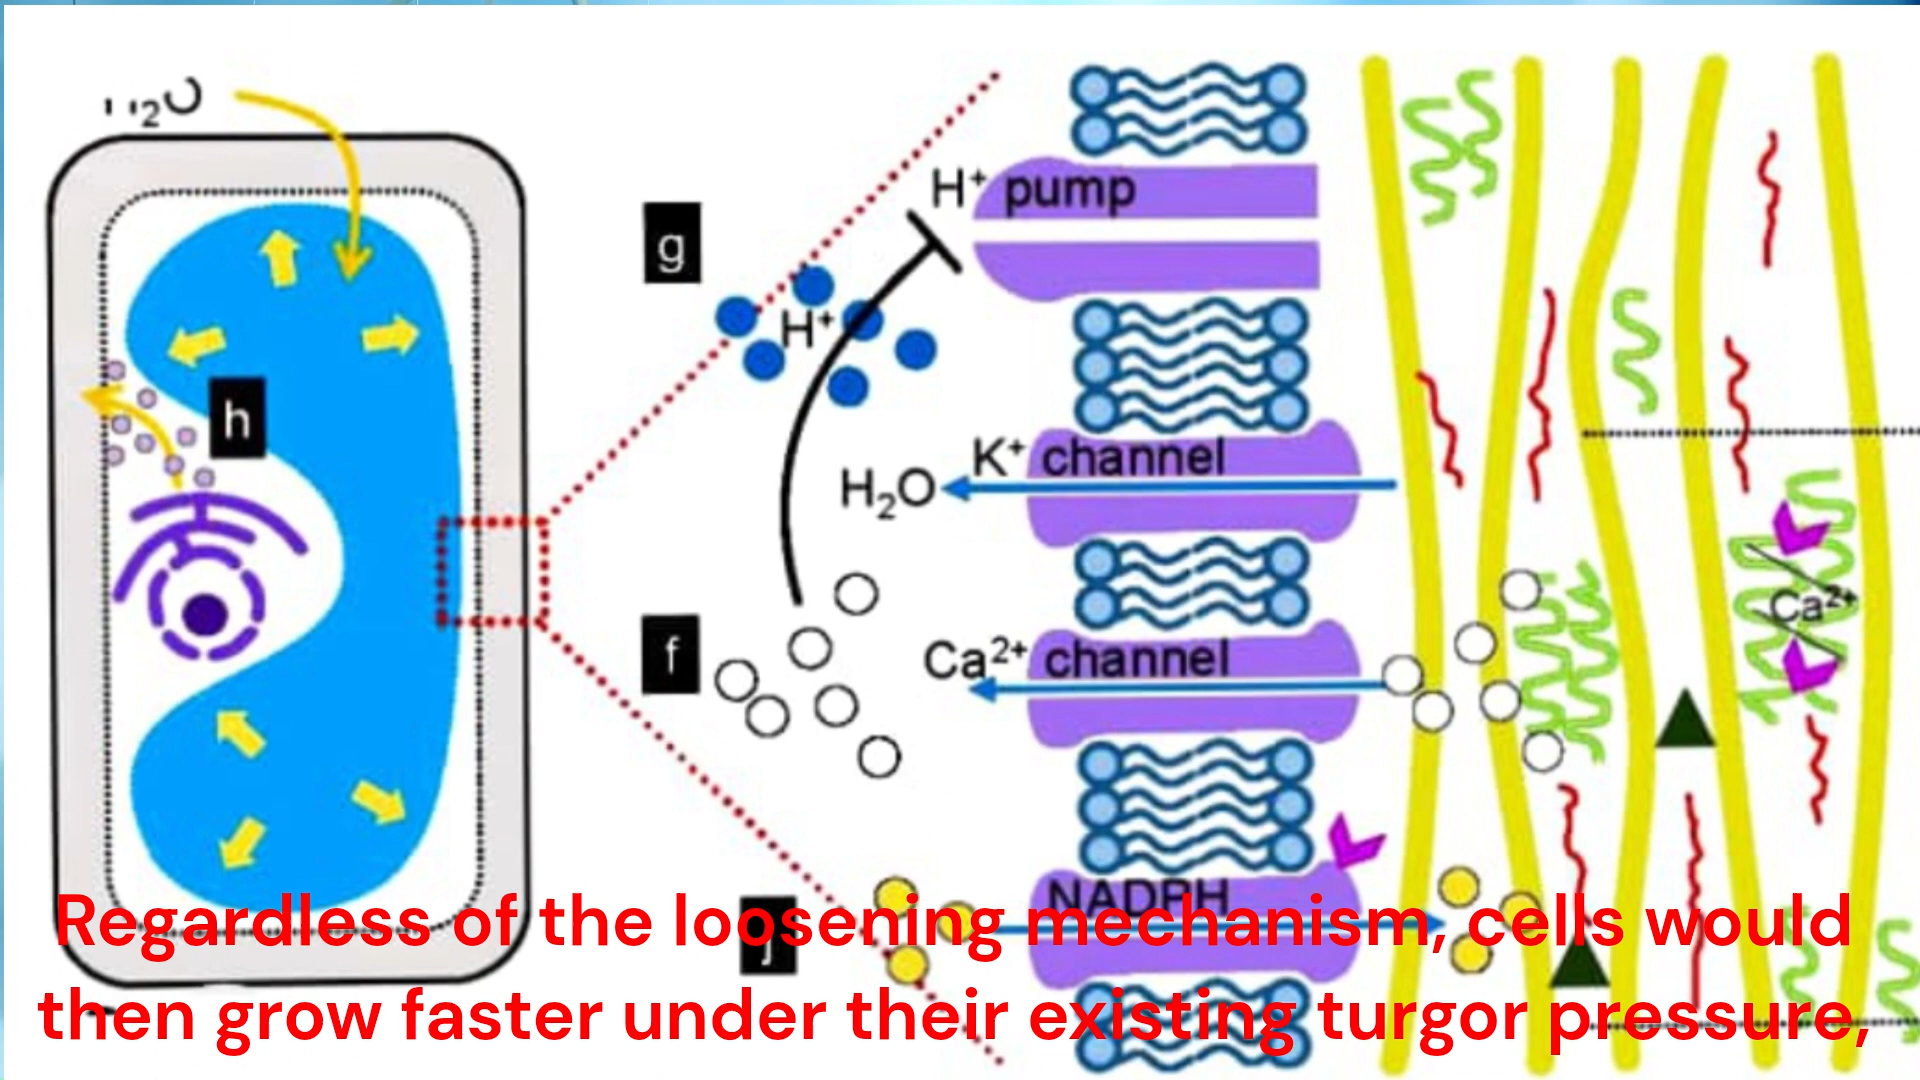 H₂O
H⁺ pump
g
H⁺
h
K⁺ channel
H₂O
Ca²⁺
f
Ca²⁺ channel
NADPH
j
Regardless of the loosening mechanism, cells would
then grow faster under their existing turgor pressure,